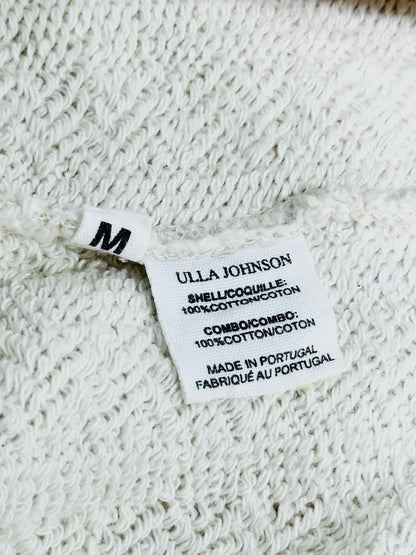 M
ULLA JOHNSON
SHELL/COQUILLE:
100%COTTON/COTON
COMBO/COMBO:
100%COTTON/COTON
MADE IN PORTUGAL
FABRIQUÉ AU PORTUGAL